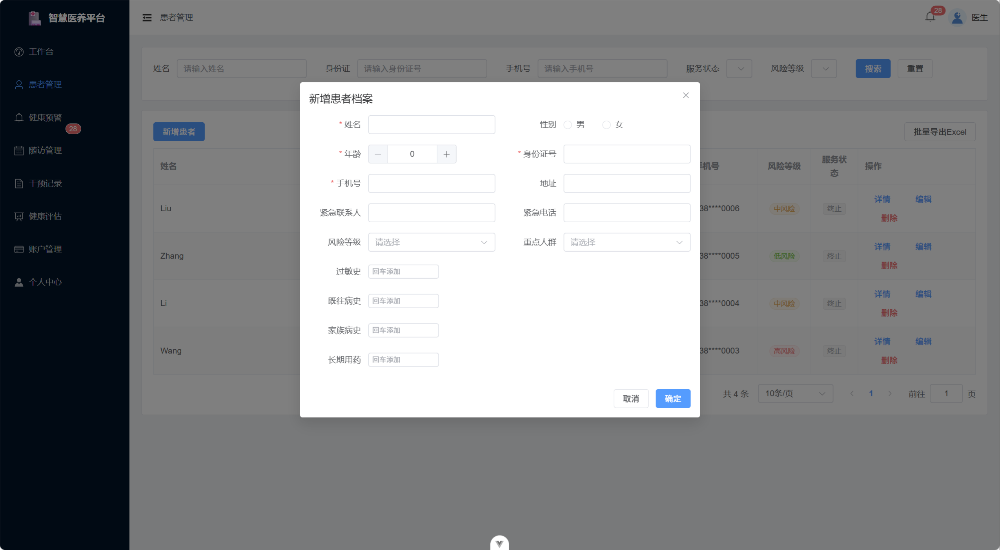 智慧医养平台
患者管理
28
医生
工作台
患者管理
健康预警
28
随访管理
干预记录
健康评估
账户管理
个人中心
姓名 请输入姓名 身份证 请输入身份证号 手机号 请输入手机号 服务状态 风险等级 搜索 重置
新增患者 批量导出Excel
姓名 机号 风险等级 服务状态 操作
Liu 38****0006 中风险 终止 详情 编辑 删除
Zhang 38****0005 低风险 终止 详情 编辑 删除
Li 38****0004 中风险 终止 详情 编辑 删除
Wang 38****0003 高风险 终止 详情 编辑 删除
共 4 条 10条/页 1 前往 1 页
新增患者档案
* 姓名 性别 男 女
* 年龄 0 * 身份证号
* 手机号 地址
紧急联系人 紧急电话
风险等级 请选择 重点人群 请选择
过敏史 回车添加
既往病史 回车添加
家族病史 回车添加
长期用药 回车添加
取消 确定